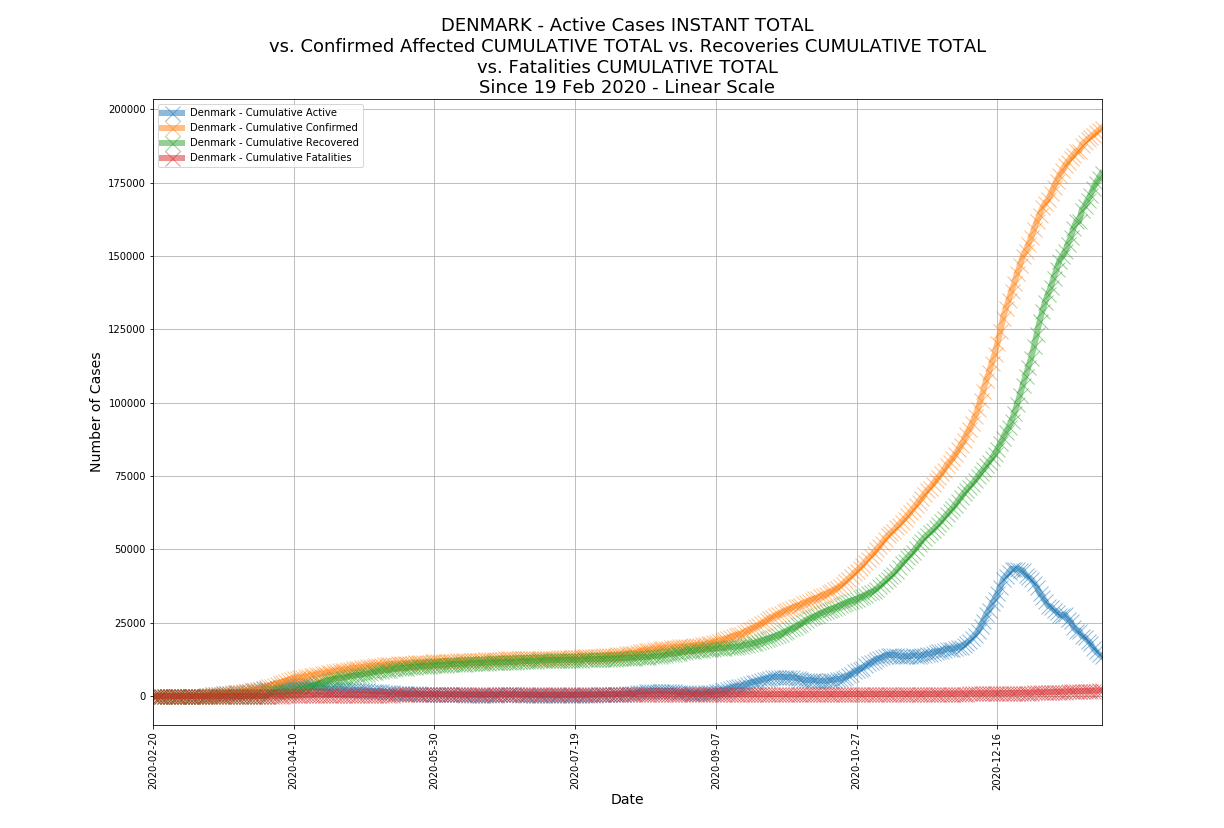 DENMARK - Active Cases INSTANT TOTAL
vs. Confirmed Affected CUMULATIVE TOTAL vs. Recoveries CUMULATIVE TOTAL
vs. Fatalities CUMULATIVE TOTAL
Since 19 Feb 2020 - Linear Scale
Denmark - Cumulative Active
Denmark - Cumulative Confirmed
Denmark - Cumulative Recovered
Denmark - Cumulative Fatalities
200000
175000
150000
125000
100000
75000
50000
25000
0
Number of Cases
2020-02-20
2020-04-10
2020-05-30
2020-07-19
2020-09-07
2020-10-27
2020-12-16
Date